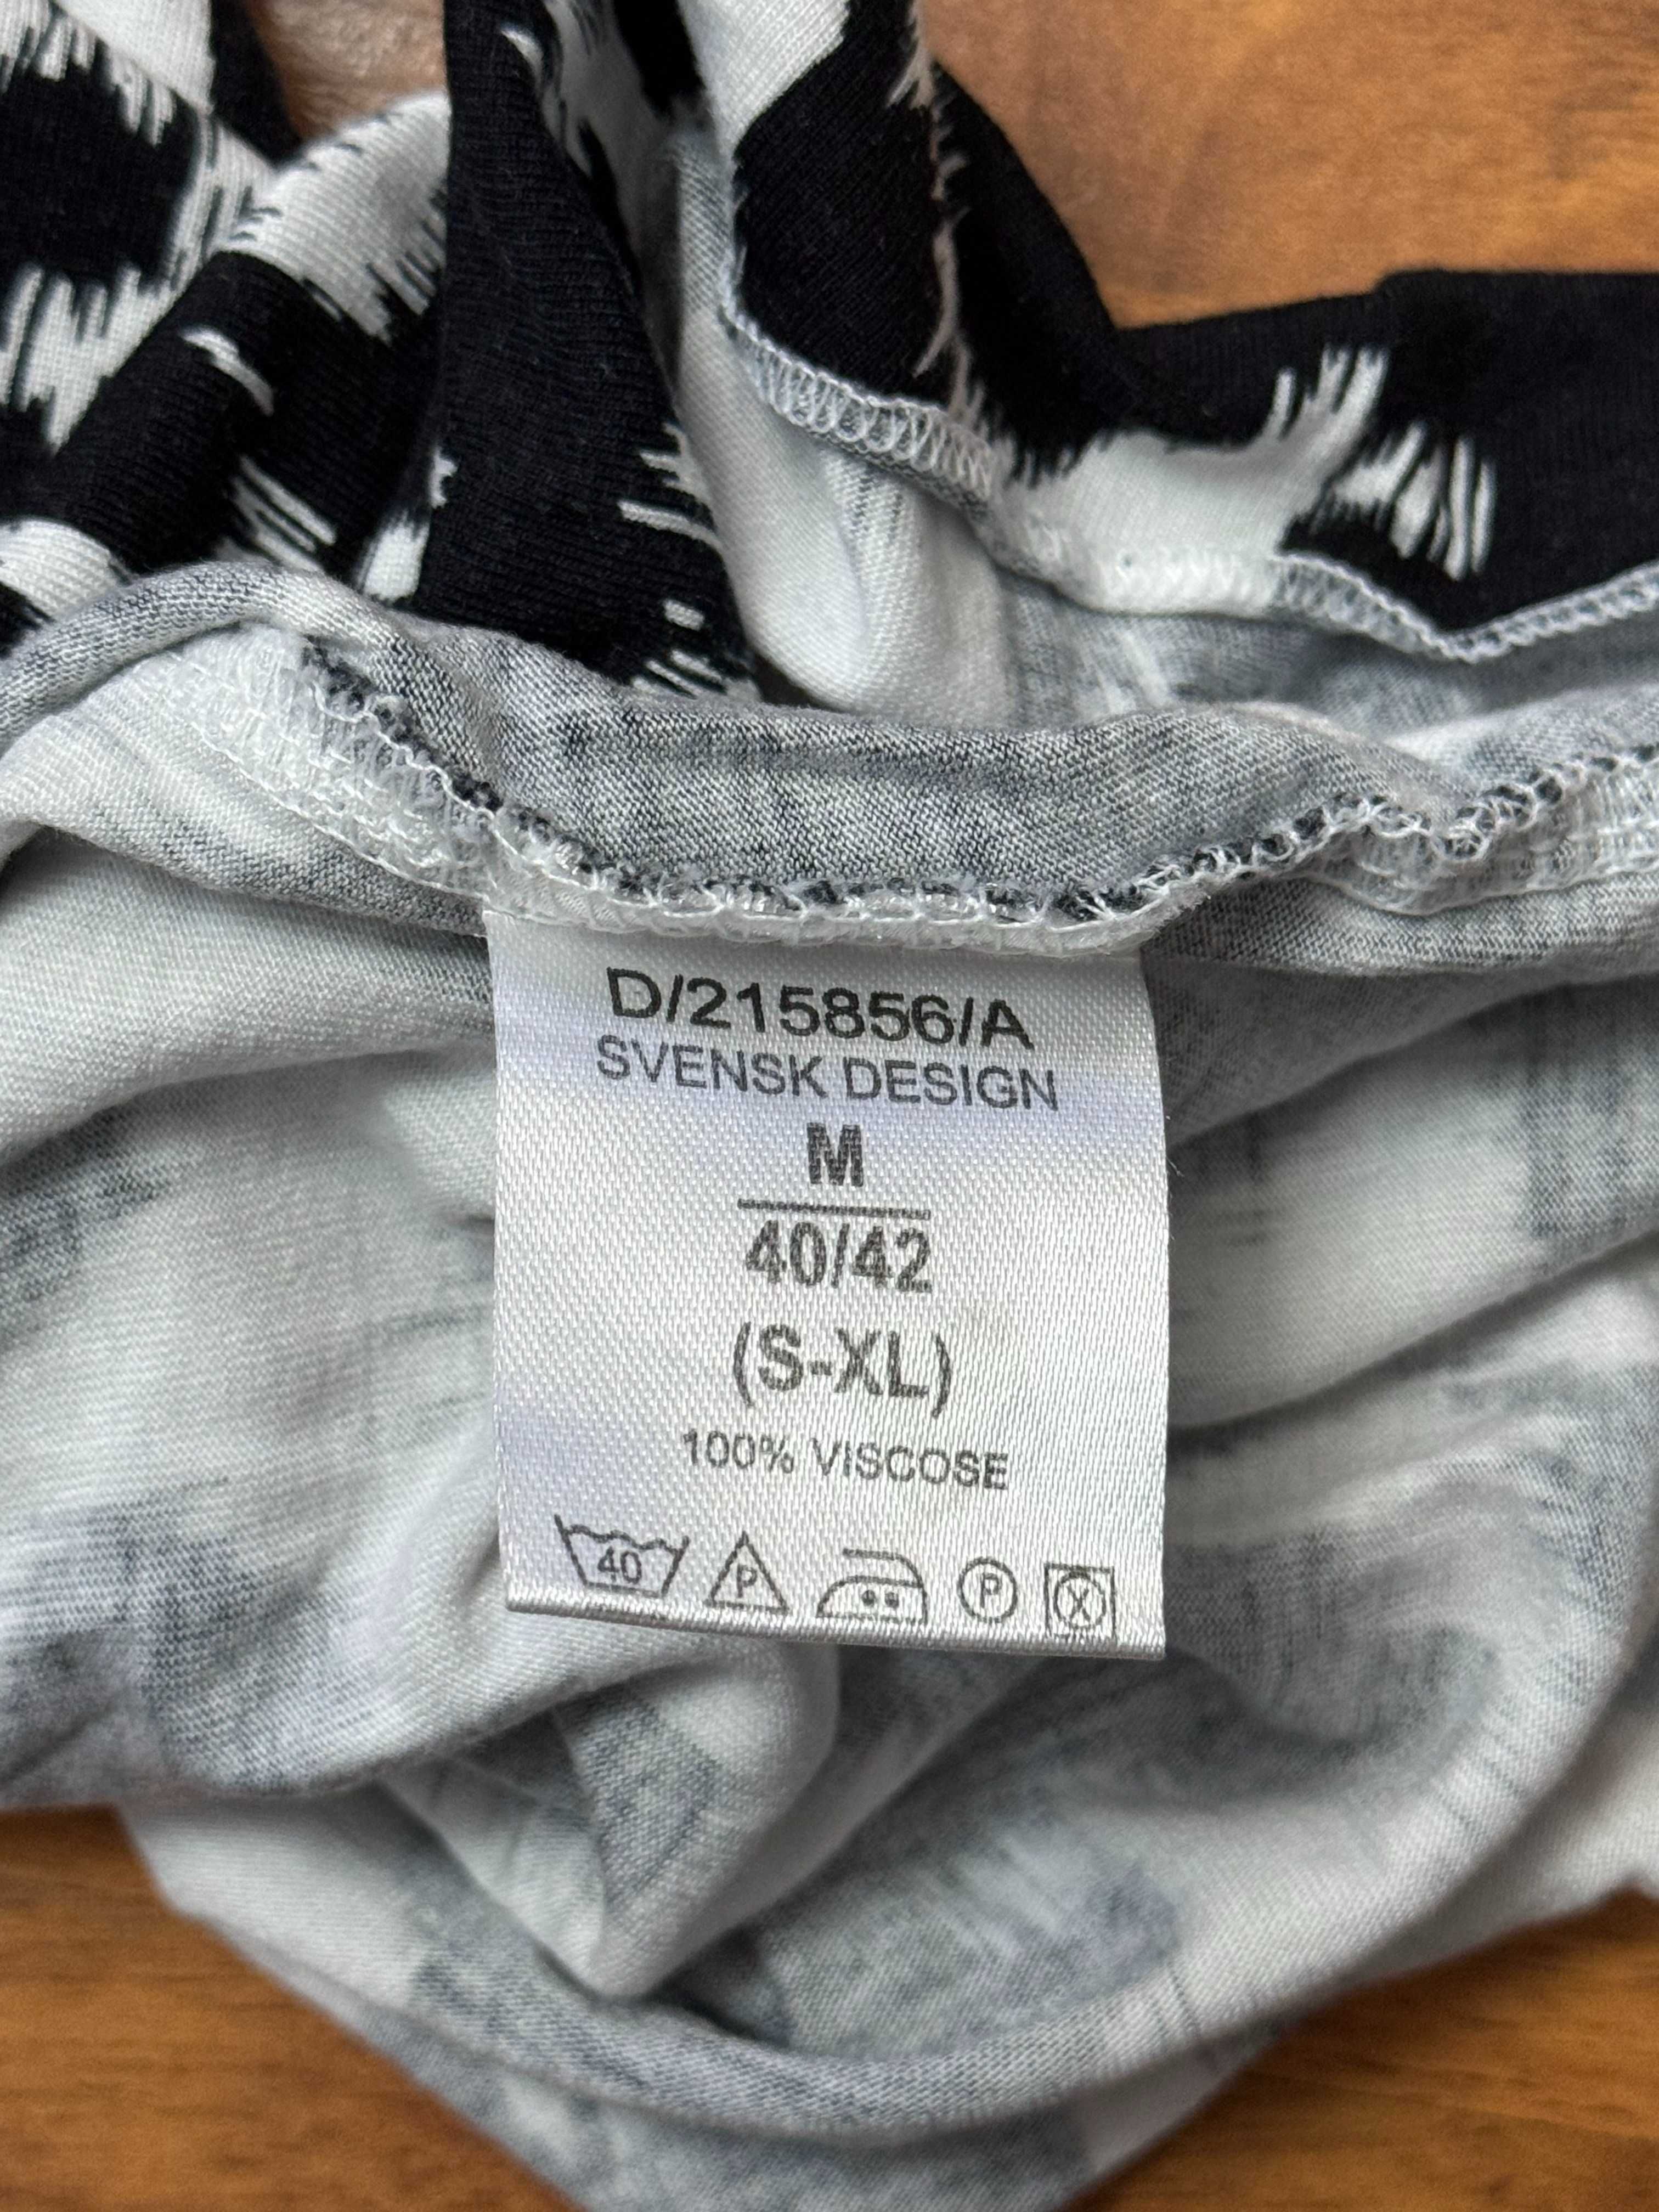 D/215856/A
SVENSK DESIGN
M
40/42
(S-XL)
100% VISCOSE
40 P P X